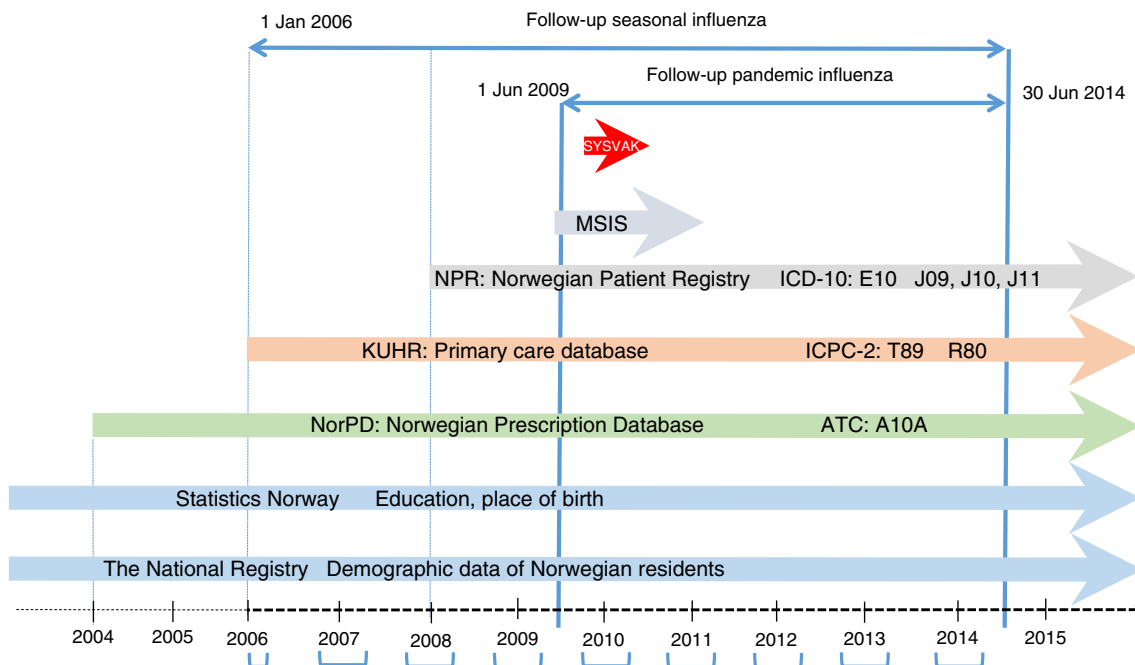 1 Jan 2006
Follow-up seasonal influenza
Follow-up pandemic influenza
1 Jun 2009
30 Jun 2014
SYSVAK
MSIS
NPR: Norwegian Patient Registry ICD-10: E10 J09, J10, J11
KUHR: Primary care database ICPC-2: T89 R80
NorPD: Norwegian Prescription Database ATC: A10A
Statistics Norway Education, place of birth
The National Registry Demographic data of Norwegian residents
2004 2005 2006 2007 2008 2009 2010 2011 2012 2013 2014 2015